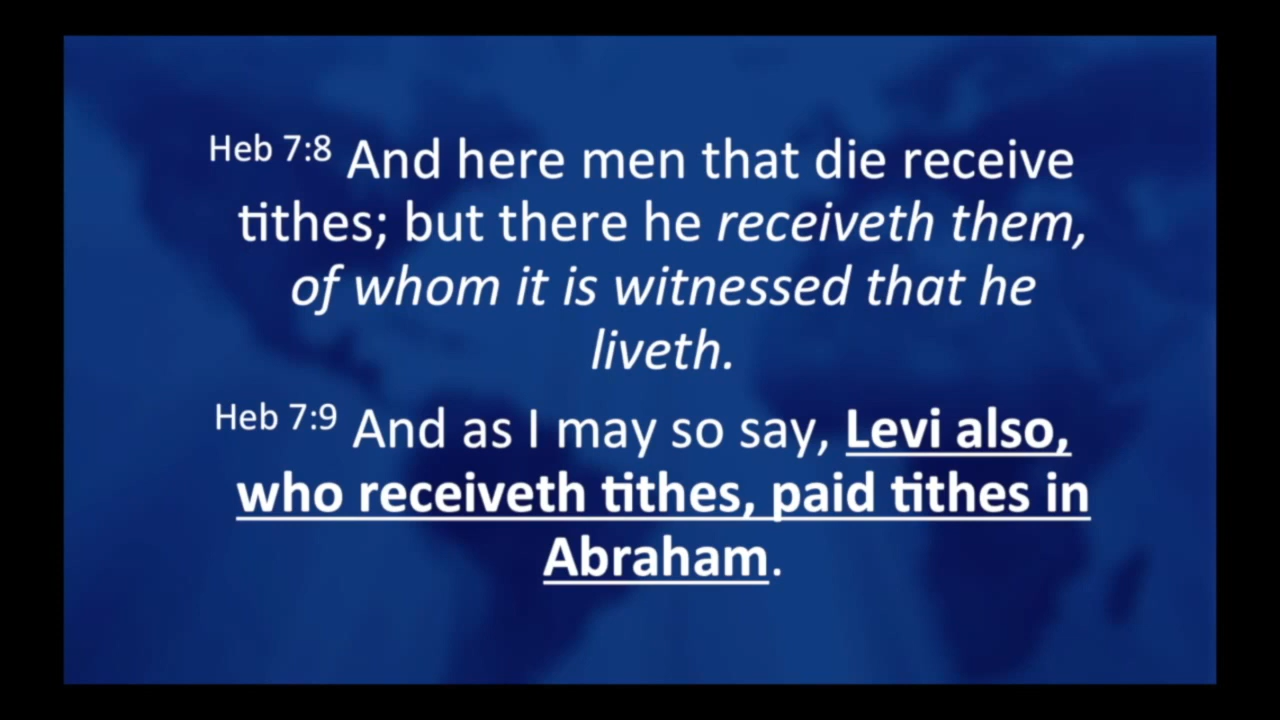 Heb 7:8 And here men that die receive
tithes; but there he receiveth them,
of whom it is witnessed that he
liveth.
Heb 7:9 And as I may so say, Levi also,
who receiveth tithes, paid tithes in
Abraham.